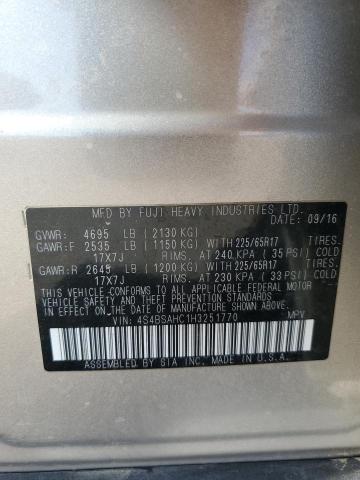 MFD. BY FUJI HEAVY INDUSTRIES LTD.
DATE: 09/16
GVWR: 4695 LB (2130 KG)
GAWR:F 2535 LB (1150 KG) WITH 225/65R17 TIRES.
17X7J RIMS. AT 240 KPA ( 35 PSI) COLD
GAWR:R 2645 LB (1200 KG) WITH 225/65R17 TIRES.
17X7J RIMS. AT 230 KPA ( 33 PSI) COLD
THIS VEHICLE CONFORMS TO ALL
APPLICABLE FEDERAL MOTOR VEHICLE
SAFETY, BUMPER, AND THEFT
PREVENTION STANDARDS IN EFFECT ON
THE DATE OF MANUFACTURE SHOWN
ABOVE.
VIN: 4S4BSAHC1H3251770 MPV
ASSEMBLED BY SIA INC. IN U.S.A.